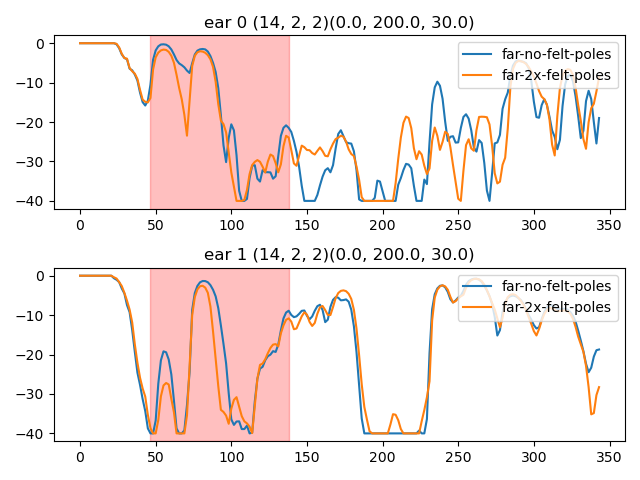 ear 0 (14, 2, 2)(0.0, 200.0, 30.0)
0
−10
−20
−30
−40
far-no-felt-poles
far-2x-felt-poles
0 50 100 150 200 250 300 350
ear 1 (14, 2, 2)(0.0, 200.0, 30.0)
0
−10
−20
−30
−40
far-no-felt-poles
far-2x-felt-poles
0 50 100 150 200 250 300 350